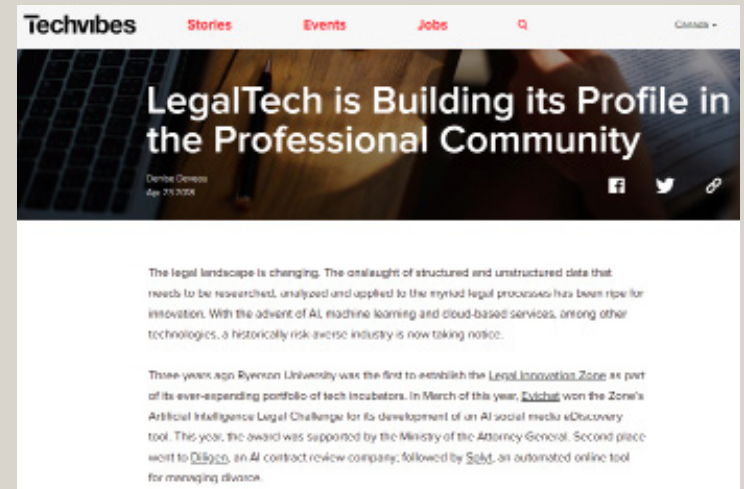 Techvibes Stories Events Jobs Canada
LegalTech is Building its Profile in
the Professional Community
Denise Deveau
Apr 23 2018
The legal landscape is changing. The onslaught of structured and unstructured data that
needs to be researched, analyzed and applied to the myriad legal processes has been ripe for
innovation. With the advent of AI, machine learning and cloud-based services, among other
technologies, a historically risk averse industry is now taking notice.
Three years ago Ryerson University was the first to establish the Legal Innovation Zone as part
of its ever-expanding portfolio of tech incubators. In March of this year, Evichat won the Zone's
Artificial Intelligence Legal Challenge for its development of an AI social media eDiscovery
tool. This year, the award was supported by the Ministry of the Attorney General. Second place
went to Diligen, an AI contract review company; followed by Splyt, an automated online tool
for managing divorce.